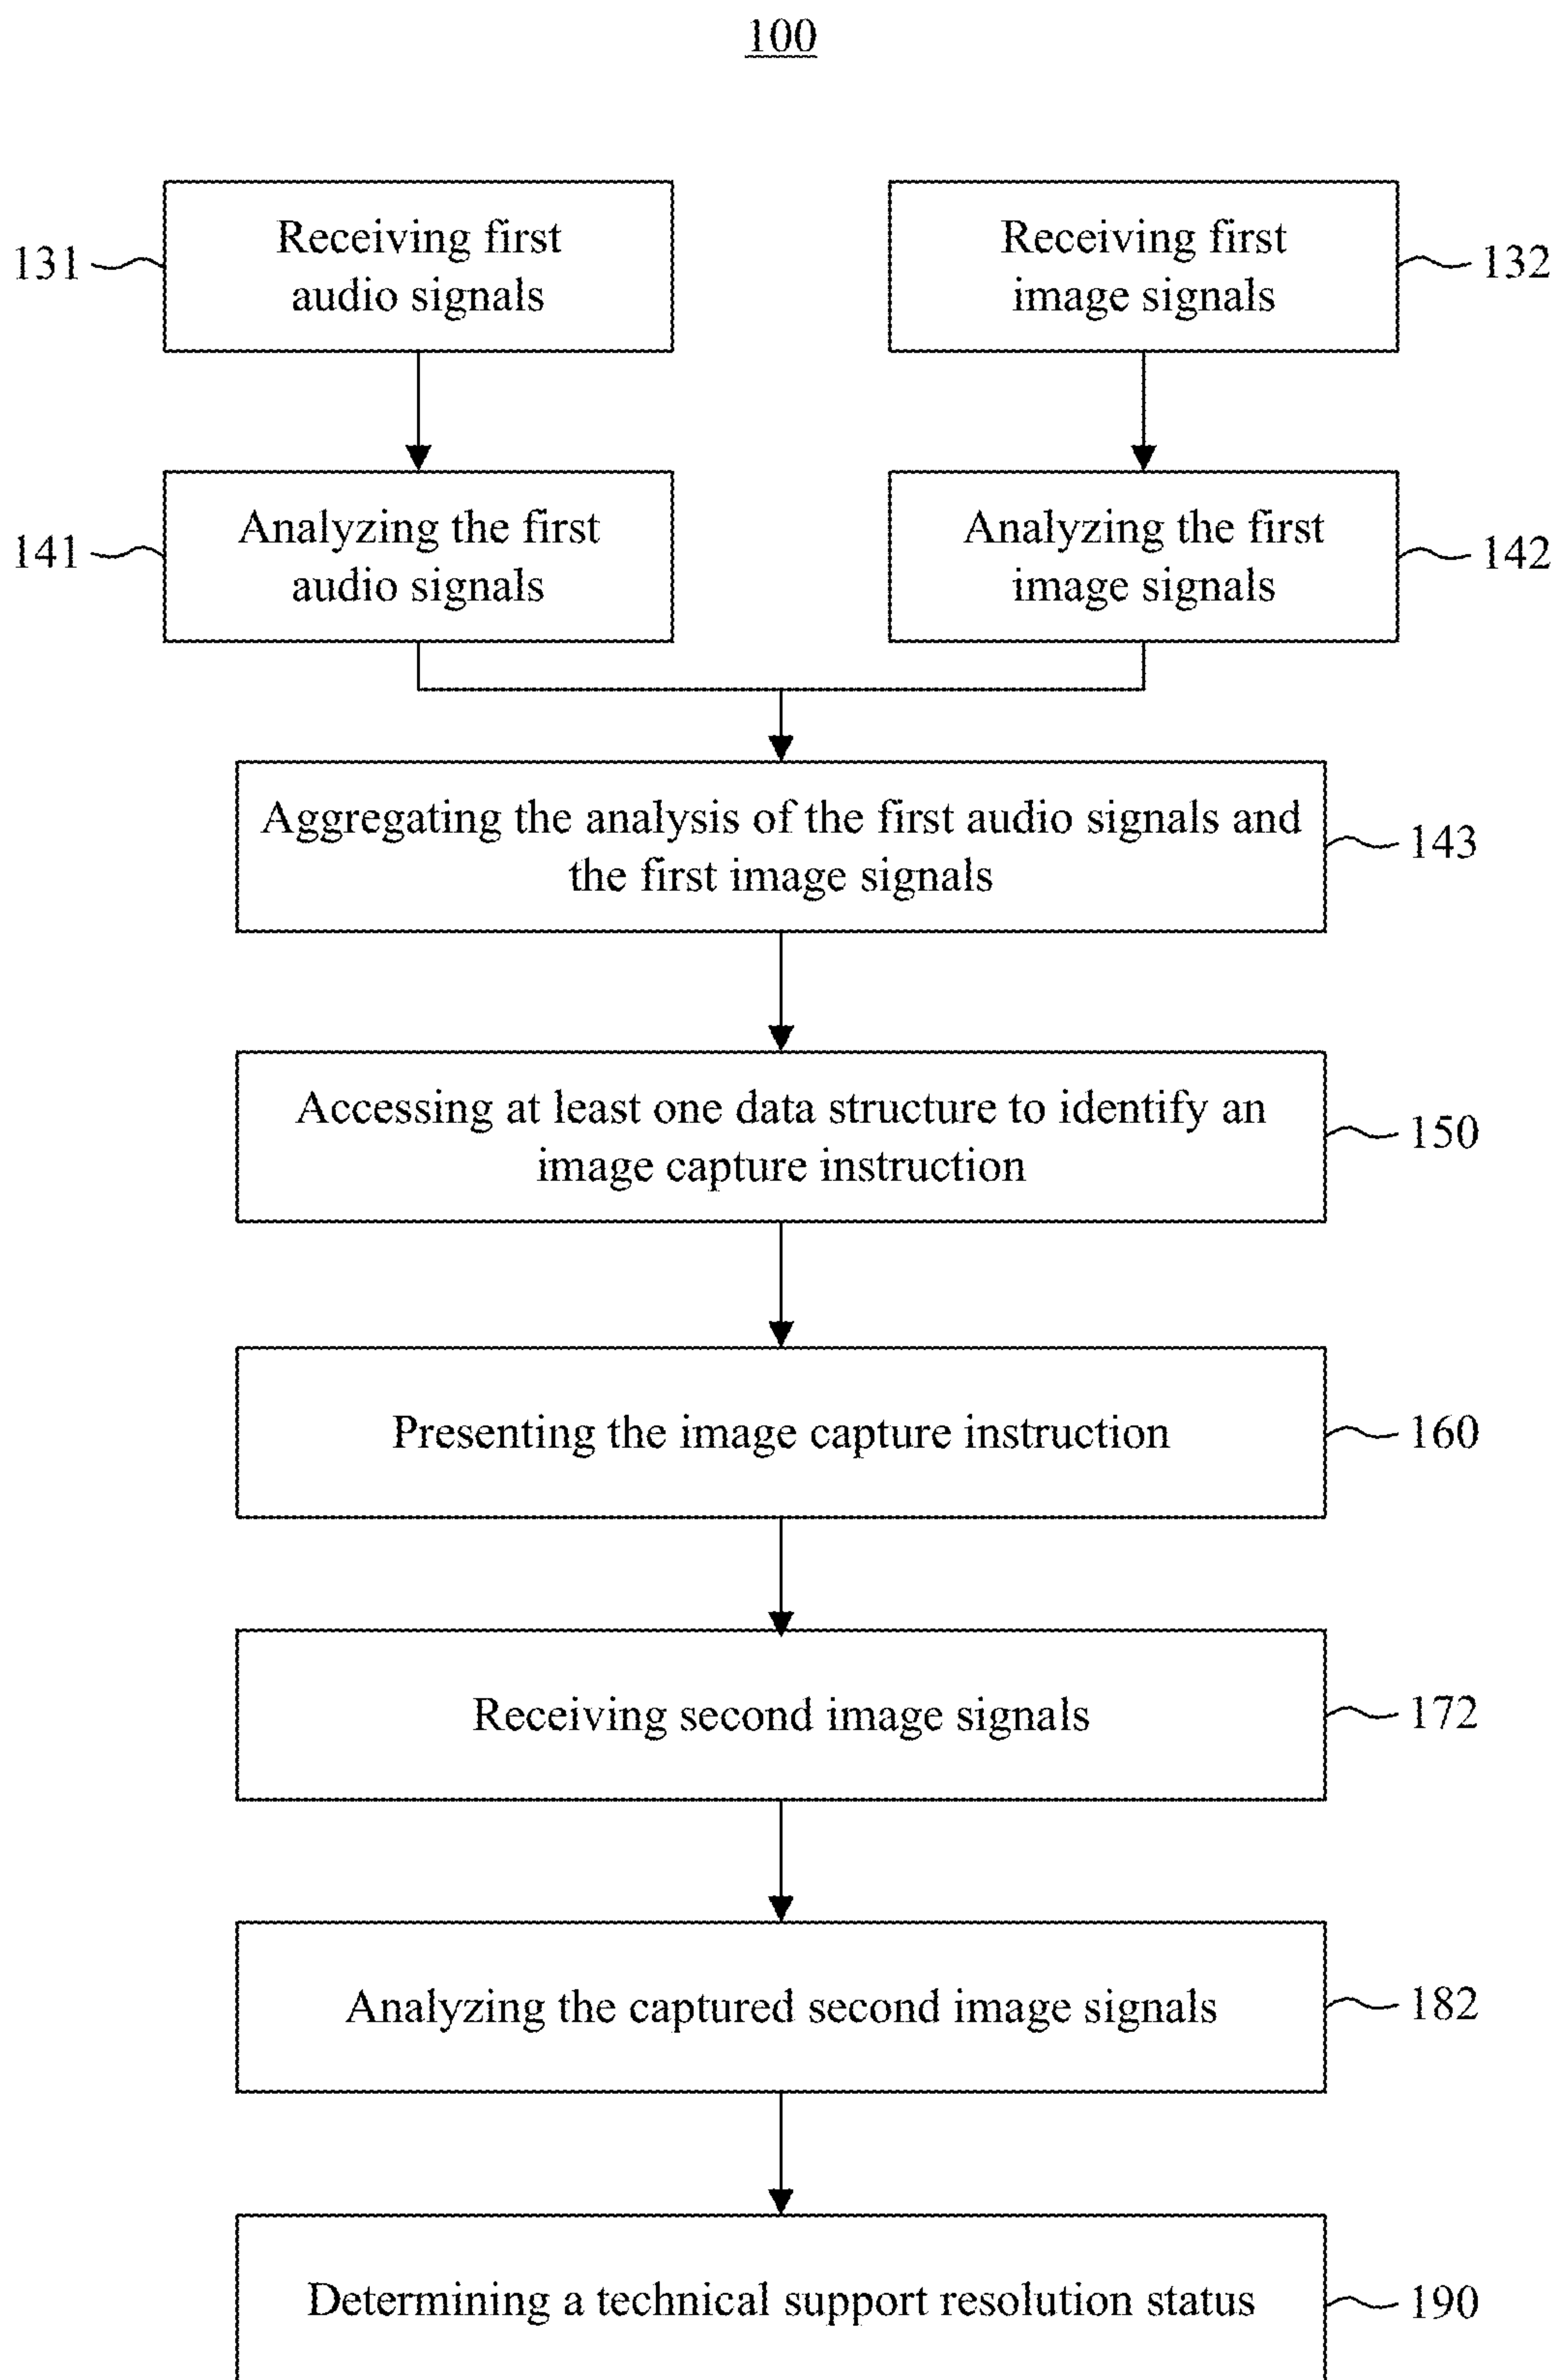 100
Receiving first
audio signals
131
Receiving first
image signals
132
Analyzing the first
audio signals
141
Analyzing the first
image signals
142
Aggregating the analysis of the first audio signals and
the first image signals
143
Accessing at least one data structure to identify an
image capture instruction
150
Presenting the image capture instruction
160
Receiving second image signals
172
Analyzing the captured second image signals
182
Determining a technical support resolution status
190